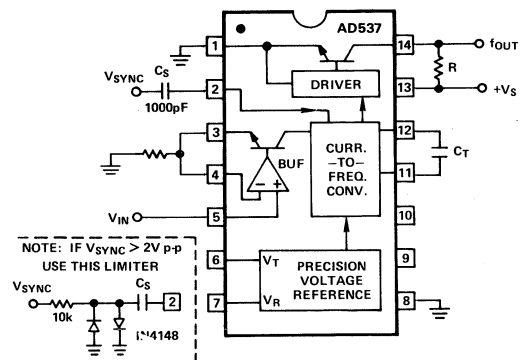 AD537
1
14
fOUT
CS
VSYNC
1000pF
2
DRIVER
R
13
+VS
3
12
CURR.
–TO–
FREQ.
CONV.
CT
BUF
4
11
– +
VIN
5
10
NOTE: IF VSYNC > 2V p-p
USE THIS LIMITER
6
VT
PRECISION
VOLTAGE
REFERENCE
9
VSYNC
CS
2
10k
7
VR
8